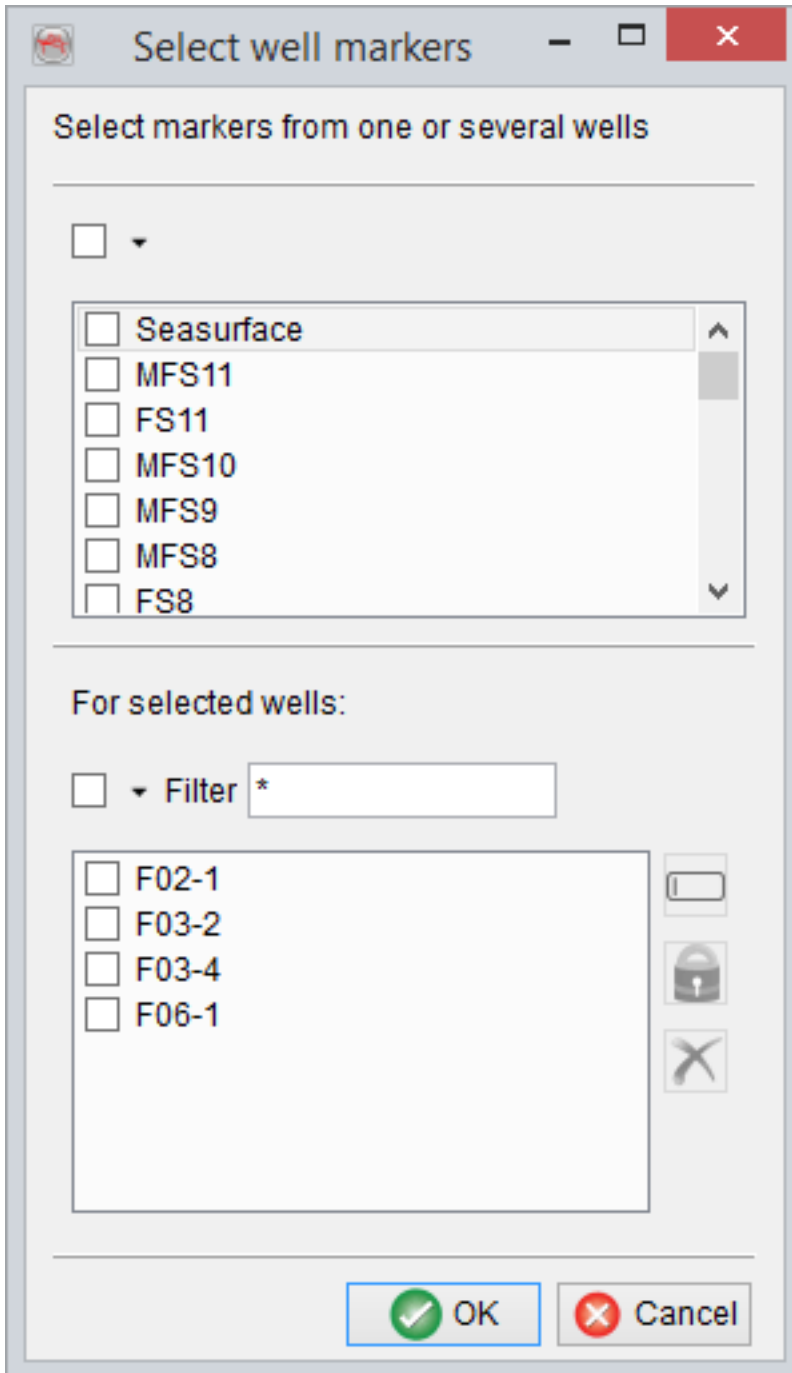 Select well markers
Select markers from one or several wells
Seasurface
MFS11
FS11
MFS10
MFS9
MFS8
FS8
For selected wells:
Filter *
F02-1
F03-2
F03-4
F06-1
OK Cancel